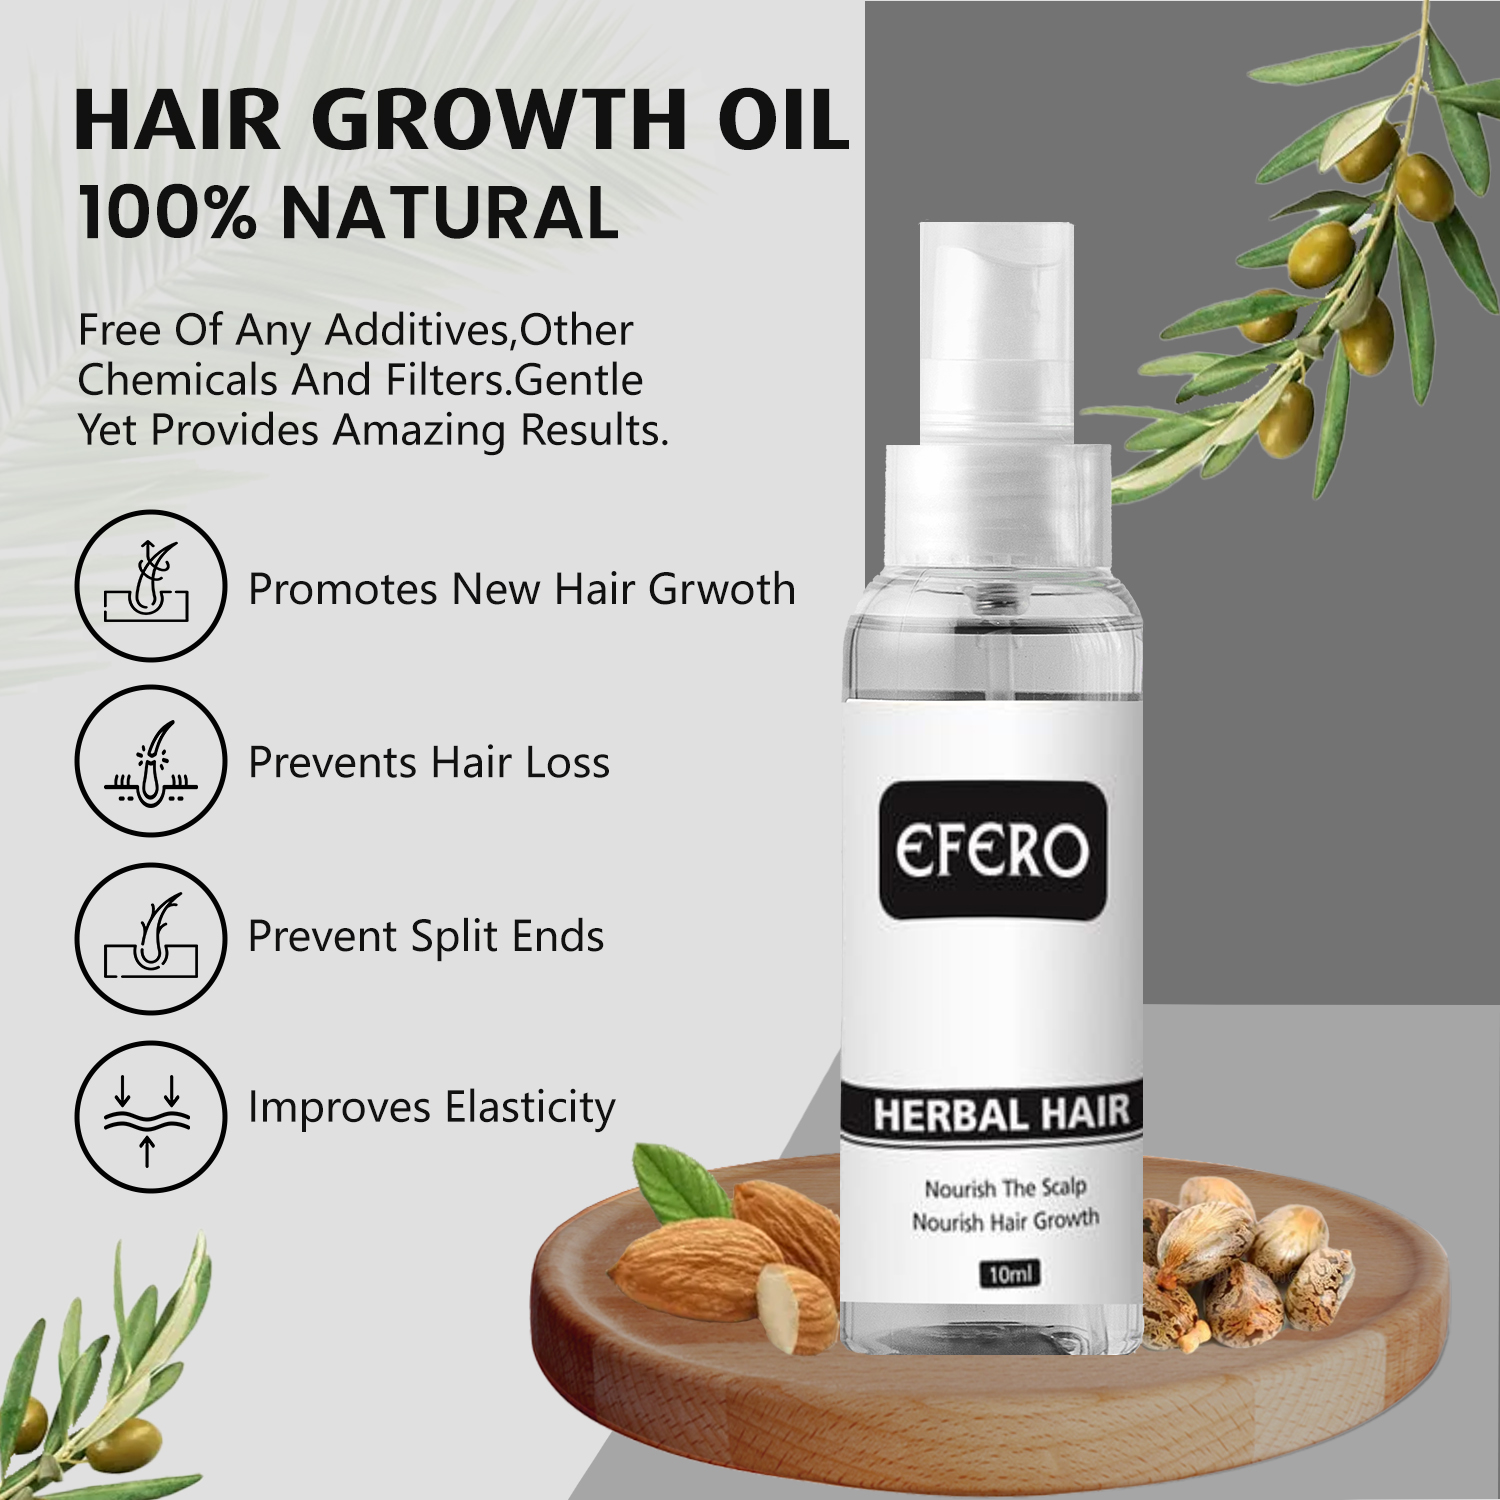 HAIR GROWTH OIL
100% NATURAL
Free Of Any Additives,Other
Chemicals And Filters.Gentle
Yet Provides Amazing Results.
Promotes New Hair Grwoth
Prevents Hair Loss
Prevent Split Ends
Improves Elasticity
EFERO
HERBAL HAIR
Nourish The Scalp
Nourish Hair Growth
10ml